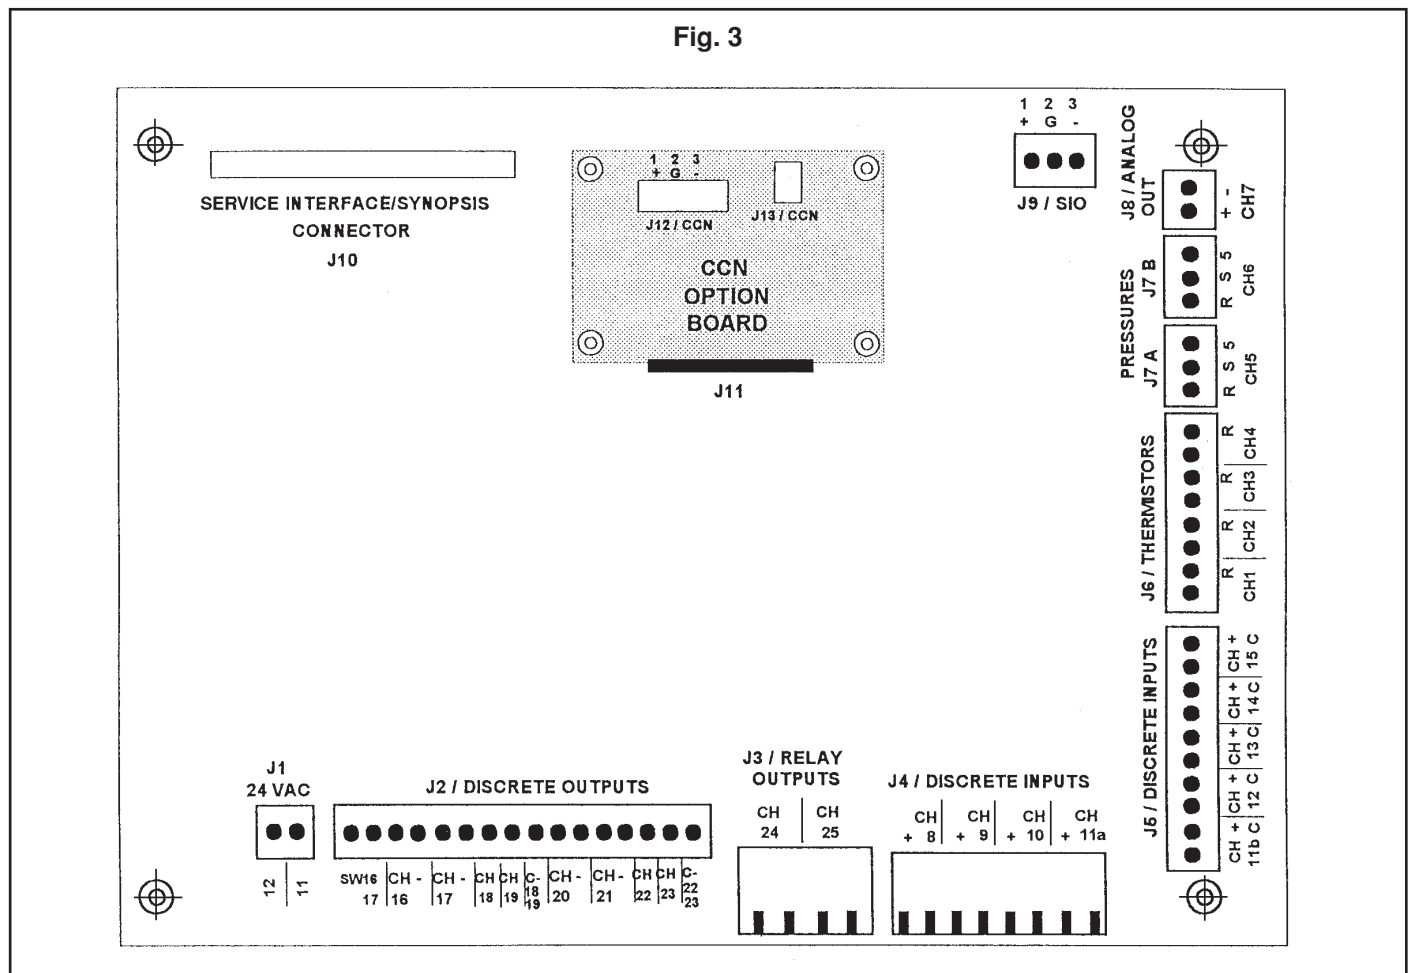 Fig. 3
1 2 3
+ G -
J9 / SIO
J8 / ANALOG
OUT
+ -
CH7
SERVICE INTERFACE/SYNOPSIS
CONNECTOR
J10
1 2 3
+ G -
J12 / CCN
J13 / CCN
CCN
OPTION
BOARD
J11
PRESSURES
J7 B
R S 5
CH6
J7 A
R S 5
CH5
J6 / THERMISTORS
R
CH4
R
CH3
R
CH2
R
CH1
J5 / DISCRETE INPUTS
CH +
15 C
CH +
14 C
CH +
13 C
CH +
12 C
CH +
11b C
J1
24 VAC
12 11
J2 / DISCRETE OUTPUTS
SW16 CH - CH - CH CH C- CH - CH - CH CH C-
17 16 17 18 19 18 20 21 22 23 22
19 23
J3 / RELAY
OUTPUTS
CH CH
24 25
J4 / DISCRETE INPUTS
CH CH CH CH
+ 8 + 9 + 10 + 11a